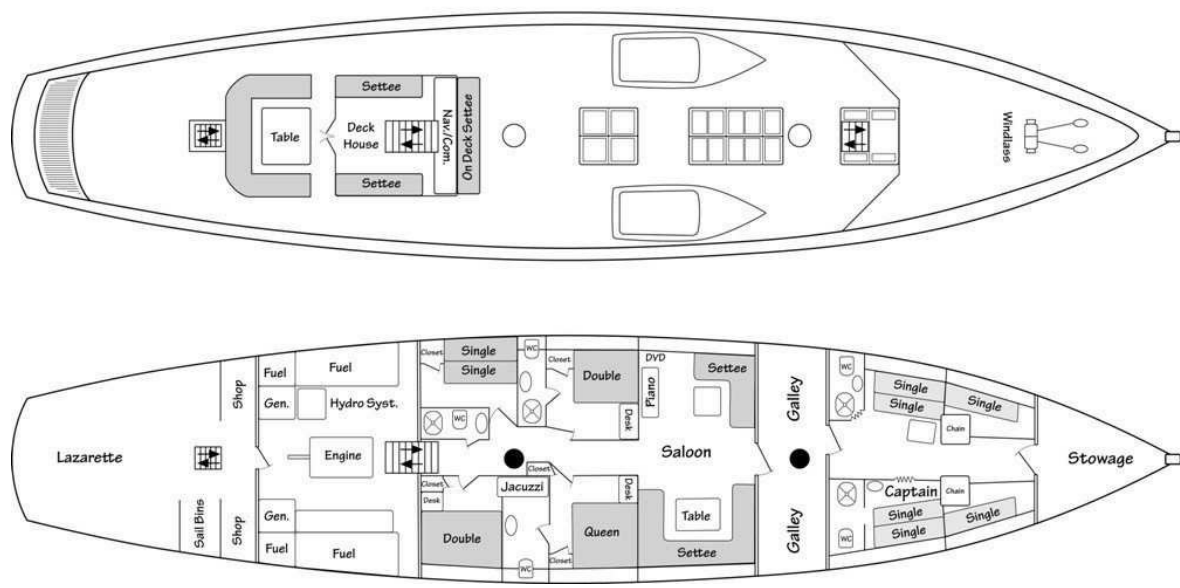 Settee
Table
Deck
House
Nav./Com.
On Deck Settee
Settee
Windlass
Lazarette
Shop
Sail Bins
Shop
Fuel
Fuel
Gen.
Hydro Syst.
Engine
Gen.
Fuel
Fuel
Closet
Single
Single
WC
WC
Closet
Double
Desk
Closet
Desk
Double
Jacuzzi
WC
Closet
Closet
Queen
Desk
DVD
Piano
Settee
Saloon
Table
Settee
Galley
Galley
WC
Single
Single
Single
Chain
Captain
Chain
Single
Single
Single
WC
Stowage